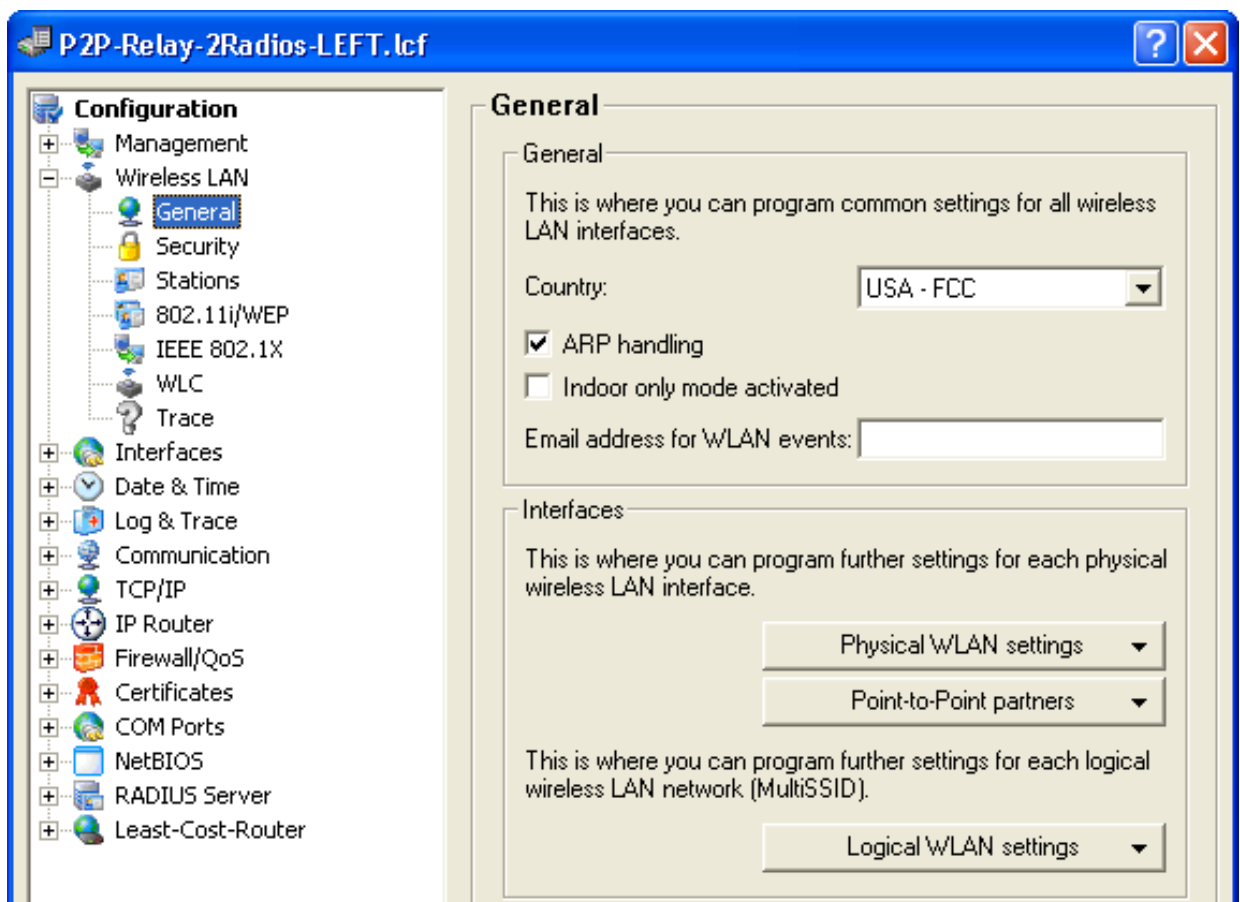 P2P-Relay-2Radios-LEFT.lcf
Configuration
Management
Wireless LAN
General
Security
Stations
802.11i/WEP
IEEE 802.1X
WLC
Trace
Interfaces
Date & Time
Log & Trace
Communication
TCP/IP
IP Router
Firewall/QoS
Certificates
COM Ports
NetBIOS
RADIUS Server
Least-Cost-Router
General
General
This is where you can program common settings for all wireless
LAN interfaces.
Country:
USA - FCC
ARP handling
Indoor only mode activated
Email address for WLAN events:
Interfaces
This is where you can program further settings for each physical
wireless LAN interface.
Physical WLAN settings
Point-to-Point partners
This is where you can program further settings for each logical
wireless LAN network (MultiSSID).
Logical WLAN settings